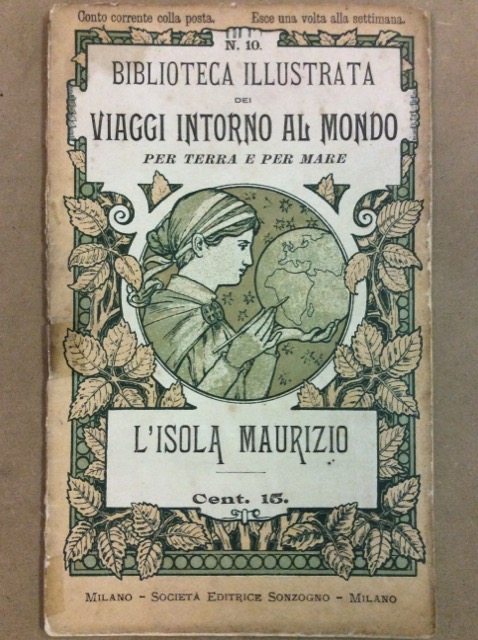 Conto corrente colla posta. Esce una volta alla settimana.
N. 10.
BIBLIOTECA ILLUSTRATA
DEI
VIAGGI INTORNO AL MONDO
PER TERRA E PER MARE
L'ISOLA MAURIZIO
Cent. 15.
MILANO - SOCIETÀ EDITRICE SONZOGNO - MILANO